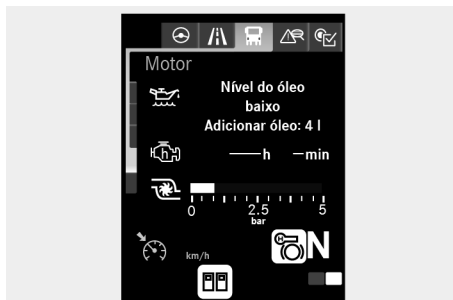 Motor
Nível do óleo
baixo
Adicionar óleo: 4 l
h
——h –min
0 2.5 5
bar
km/h
H
N